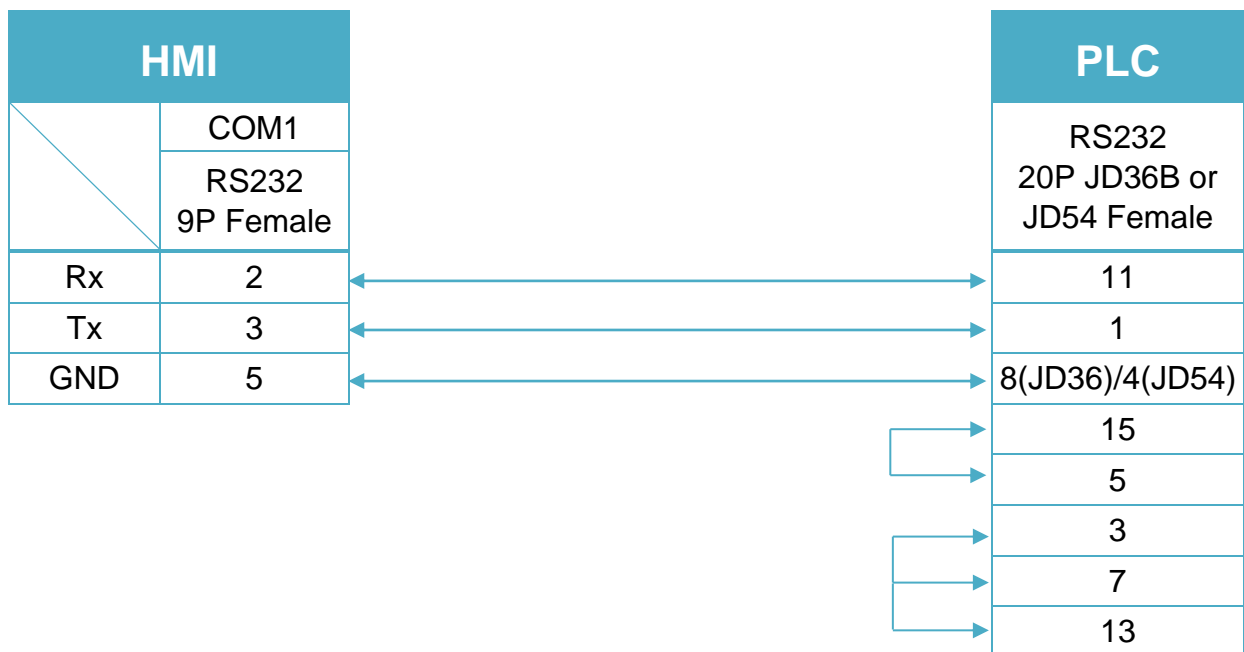 HMI
PLC
COM1
RS232
9P Female
RS232
20P JD36B or
JD54 Female
Rx 2 11
Tx 3 1
GND 5 8(JD36)/4(JD54)
15
5
3
7
13